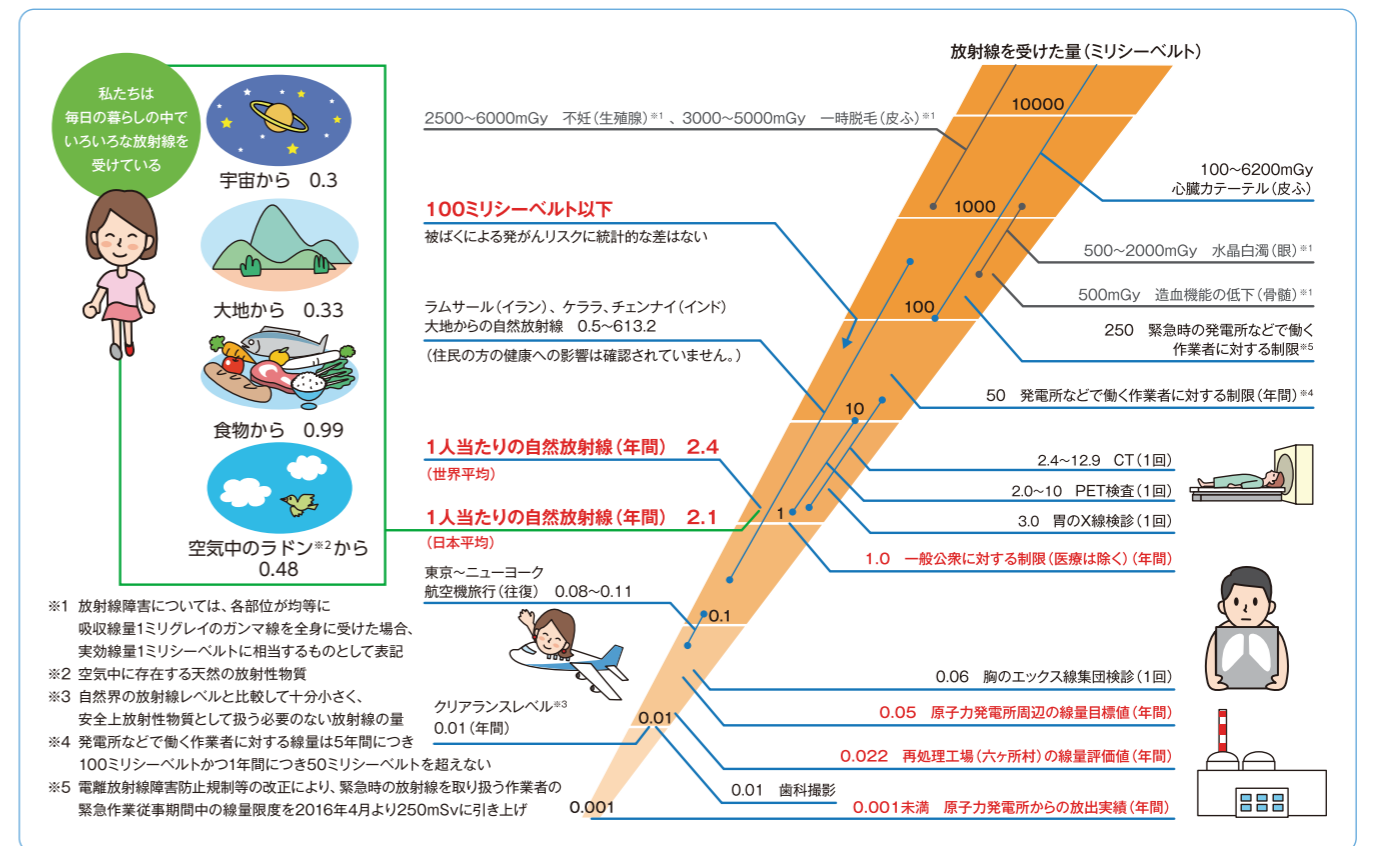 放射線を受けた量（ミリシーベルト）
私たちは
毎日の暮らしの中で
いろいろな放射線を
受けている
宇宙から 0.3
大地から 0.33
食物から 0.99
空気中のラドン※2から
0.48
2500～6000mGy 不妊（生殖腺）※1 、3000～5000mGy 一時脱毛（皮ふ）※1
100ミリシーベルト以下
被ばくによる発がんリスクに統計的な差はない
ラムサール（イラン）、ケララ、チェンナイ（インド）
大地からの自然放射線 0.5～613.2
（住民の方の健康への影響は確認されていません。）
1人当たりの自然放射線（年間） 2.4
（世界平均）
1人当たりの自然放射線（年間） 2.1
（日本平均）
東京～ニューヨーク
航空機旅行（往復） 0.08～0.11
クリアランスレベル※3
0.01（年間）
10000
1000
100
10
1
0.1
0.01
0.001
100～6200mGy
心臓カテーテル（皮ふ）
500～2000mGy 水晶白濁（眼）※1
500mGy 造血機能の低下（骨髄）※1
250 緊急時の発電所などで働く
作業者に対する制限※5
50 発電所などで働く作業者に対する制限（年間）※4
2.4～12.9 CT（1回）
2.0～10 PET検査（1回）
3.0 胃のX線検診（1回）
1.0 一般公衆に対する制限（医療は除く）（年間）
0.06 胸のエックス線集団検診（1回）
0.05 原子力発電所周辺の線量目標値（年間）
0.022 再処理工場（六ヶ所村）の線量評価値（年間）
0.01 歯科撮影
0.001未満 原子力発電所からの放出実績（年間）
※1 放射線障害については、各部位が均等に
吸収線量1ミリグレイのガンマ線を全身に受けた場合、
実効線量1ミリシーベルトに相当するものとして表記
※2 空気中に存在する天然の放射性物質
※3 自然界の放射線レベルと比較して十分小さく、
安全上放射性物質として扱う必要のない放射線の量
※4 発電所などで働く作業者に対する線量は5年間につき
100ミリシーベルトかつ1年間につき50ミリシーベルトを超えない
※5 電離放射線障害防止規制等の改正により、緊急時の放射線を取り扱う作業者の
緊急作業従事期間中の線量限度を2016年4月より250mSvに引き上げ